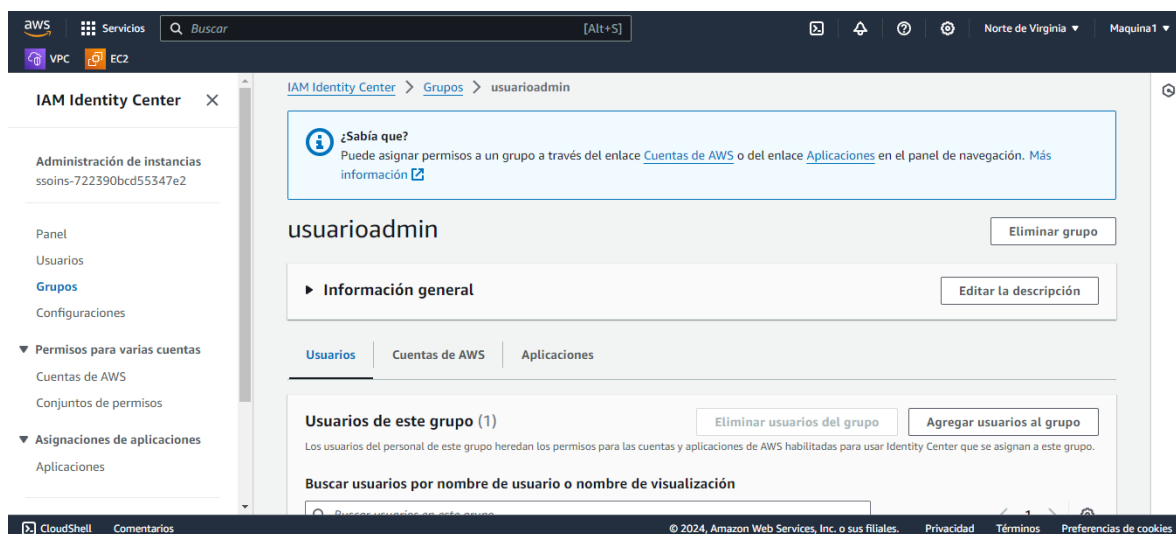 aws
Servicios
Buscar
[Alt+S]
Norte de Virginia
Maquina1
VPC
EC2
IAM Identity Center
Administración de instancias
ssoins-722390bcd55347e2
Panel
Usuarios
Grupos
Configuraciones
Permisos para varias cuentas
Cuentas de AWS
Conjuntos de permisos
Asignaciones de aplicaciones
Aplicaciones
IAM Identity Center > Grupos > usuarioadmin
¿Sabía que?
Puede asignar permisos a un grupo a través del enlace Cuentas de AWS o del enlace Aplicaciones en el panel de navegación. Más
información
usuarioadmin
Eliminar grupo
Información general
Editar la descripción
Usuarios
Cuentas de AWS
Aplicaciones
Usuarios de este grupo (1)
Eliminar usuarios del grupo
Agregar usuarios al grupo
Los usuarios del personal de este grupo heredan los permisos para las cuentas y aplicaciones de AWS habilitadas para usar Identity Center que se asignan a este grupo.
Buscar usuarios por nombre de usuario o nombre de visualización
Buscar usuarios en este grupo
1
CloudShell
Comentarios
© 2024, Amazon Web Services, Inc. o sus filiales.
Privacidad
Términos
Preferencias de cookies